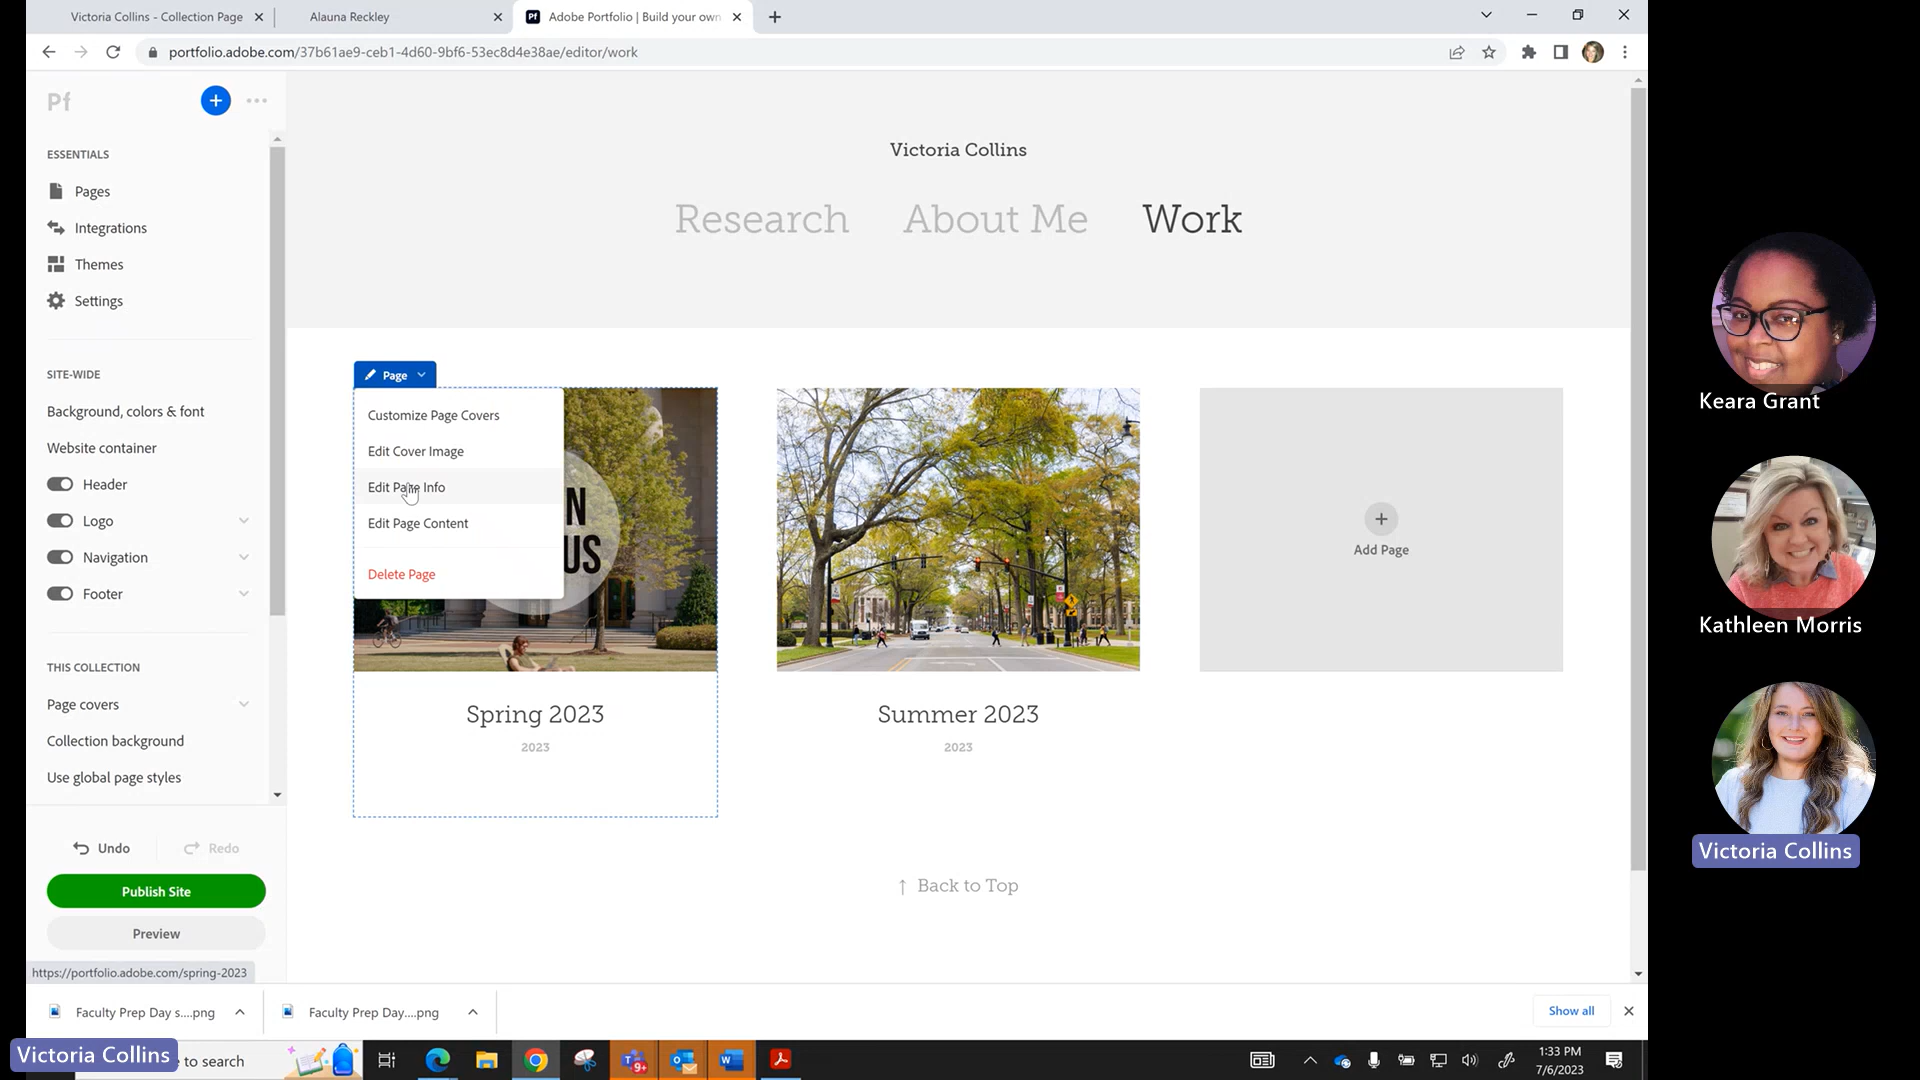 Victoria Collins - Collection Page
Alauna Reckley
Pf Adobe Portfolio | Build your own
portfolio.adobe.com/37b61ae9-ceb1-4d60-9bf6-53ec8d4e38ae/editor/work
Pf
ESSENTIALS
Pages
Integrations
Themes
Settings
SITE-WIDE
Background, colors & font
Website container
Header
Logo
Navigation
Footer
THIS COLLECTION
Page covers
Collection background
Use global page styles
Undo
Redo
Publish Site
Preview
https://portfolio.adobe.com/spring-2023
Victoria Collins
Research
About Me
Work
Page
Customize Page Covers
Edit Cover Image
Edit Page Info
Edit Page Content
Delete Page
N
US
Spring 2023
2023
Summer 2023
2023
Add Page
↑ Back to Top
Keara Grant
Kathleen Morris
Victoria Collins
Faculty Prep Day s....png
Faculty Prep Day....png
Show all
Victoria Collins
e to search
9+
1:33 PM
7/6/2023